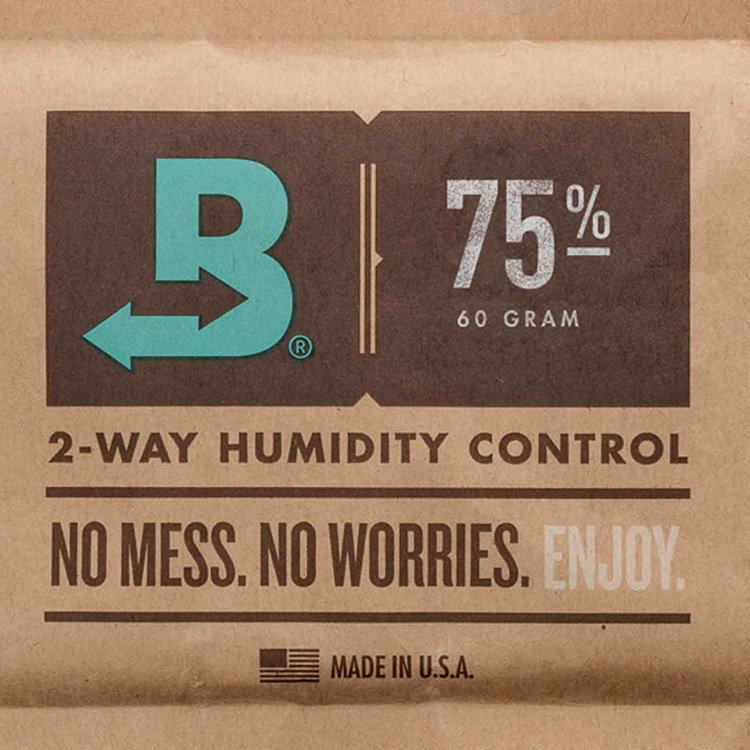 B®
75%
60 GRAM
2-WAY HUMIDITY CONTROL
NO MESS. NO WORRIES. ENJOY.
MADE IN U.S.A.